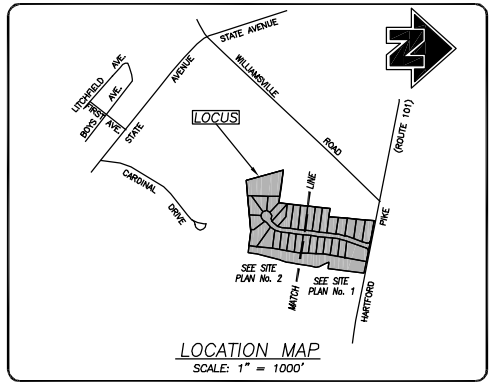 STATE AVENUE
N
LITCHFIELD AVE.
FIRST AVE.
BOYS AVE.
STATE AVENUE
WILLIAMSVILLE ROAD
(ROUTE 101)
LOCUS
CARDINAL DRIVE
HARTFORD PIKE
MATCH LINE
SEE SITE
PLAN No. 2
SEE SITE
PLAN No. 1
LOCATION MAP
SCALE: 1" = 1000'